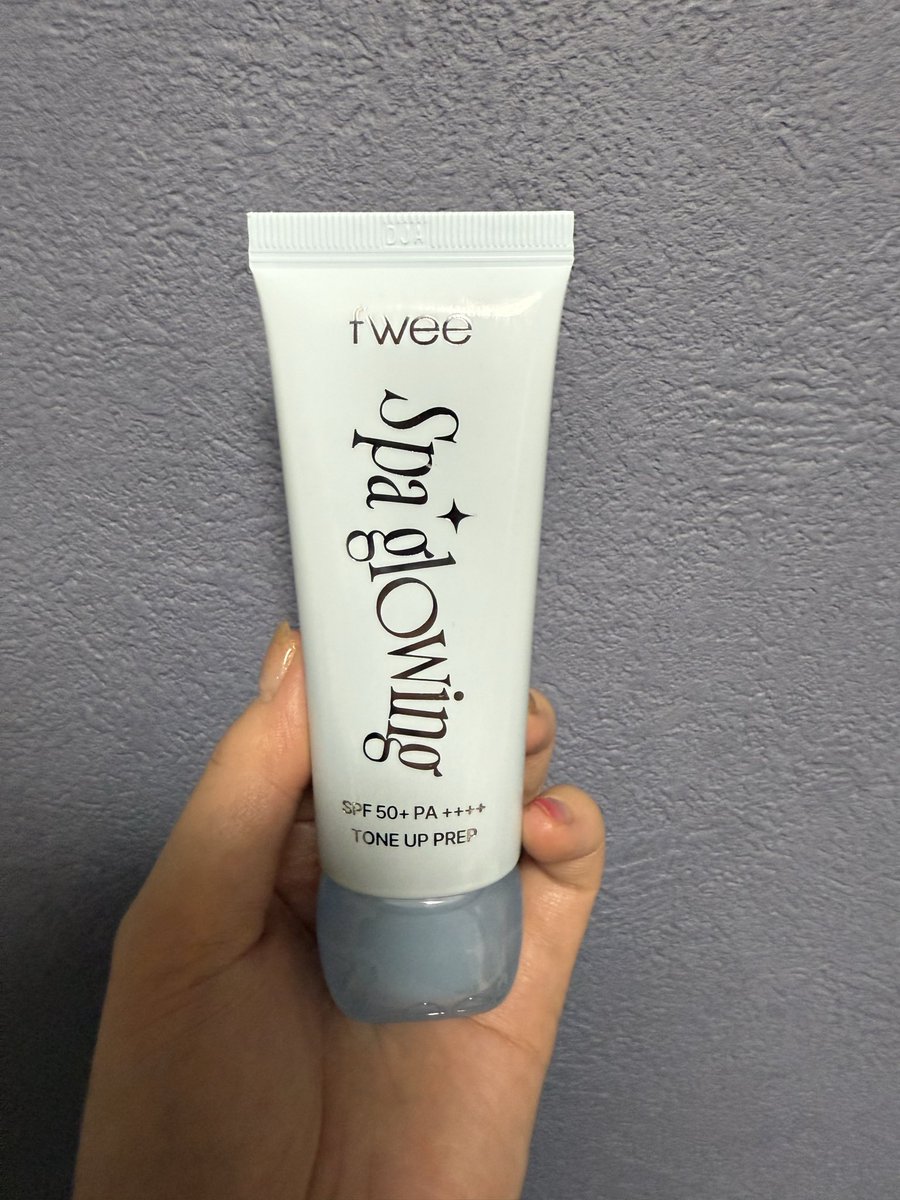 fwee
Spa glowing
SPF 50+ PA ++++
TONE UP PREP